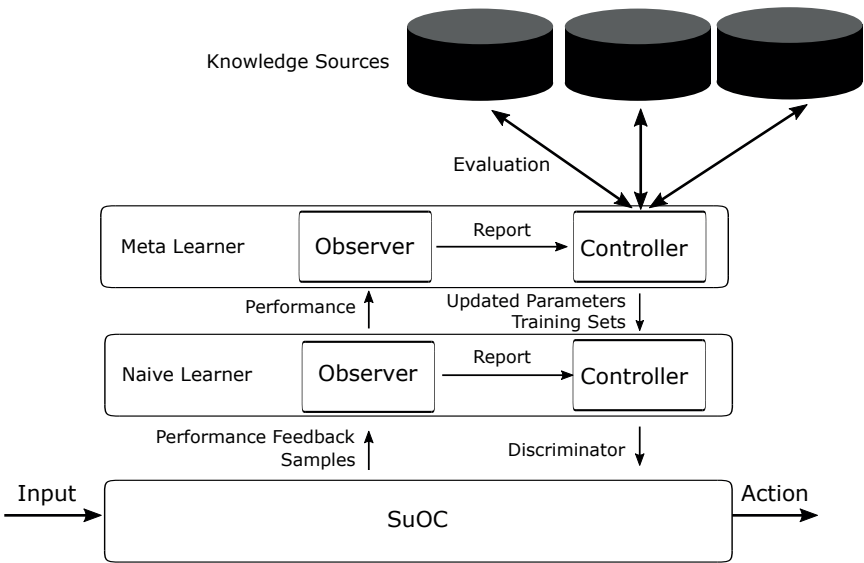 Knowledge Sources
Evaluation
Meta Learner
Observer
Report
Controller
Performance
Updated Parameters
Training Sets
Naive Learner
Observer
Report
Controller
Performance Feedback
Samples
Discriminator
Input
SuOC
Action